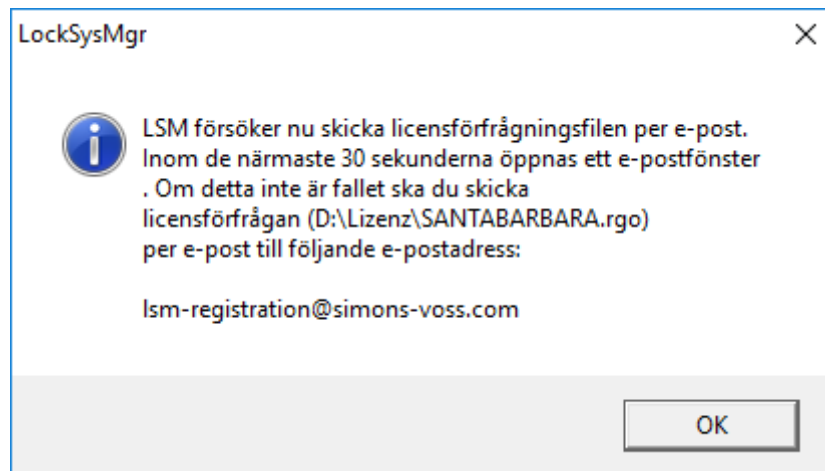 LockSysMgr
LSM försöker nu skicka licensförfrågningsfilen per e-post.
Inom de närmaste 30 sekunderna öppnas ett e-postfönster
. Om detta inte är fallet ska du skicka
licensförfrågan (D:\Lizenz\SANTABARBARA.rgo)
per e-post till följande e-postadress:
lsm-registration@simons-voss.com
OK